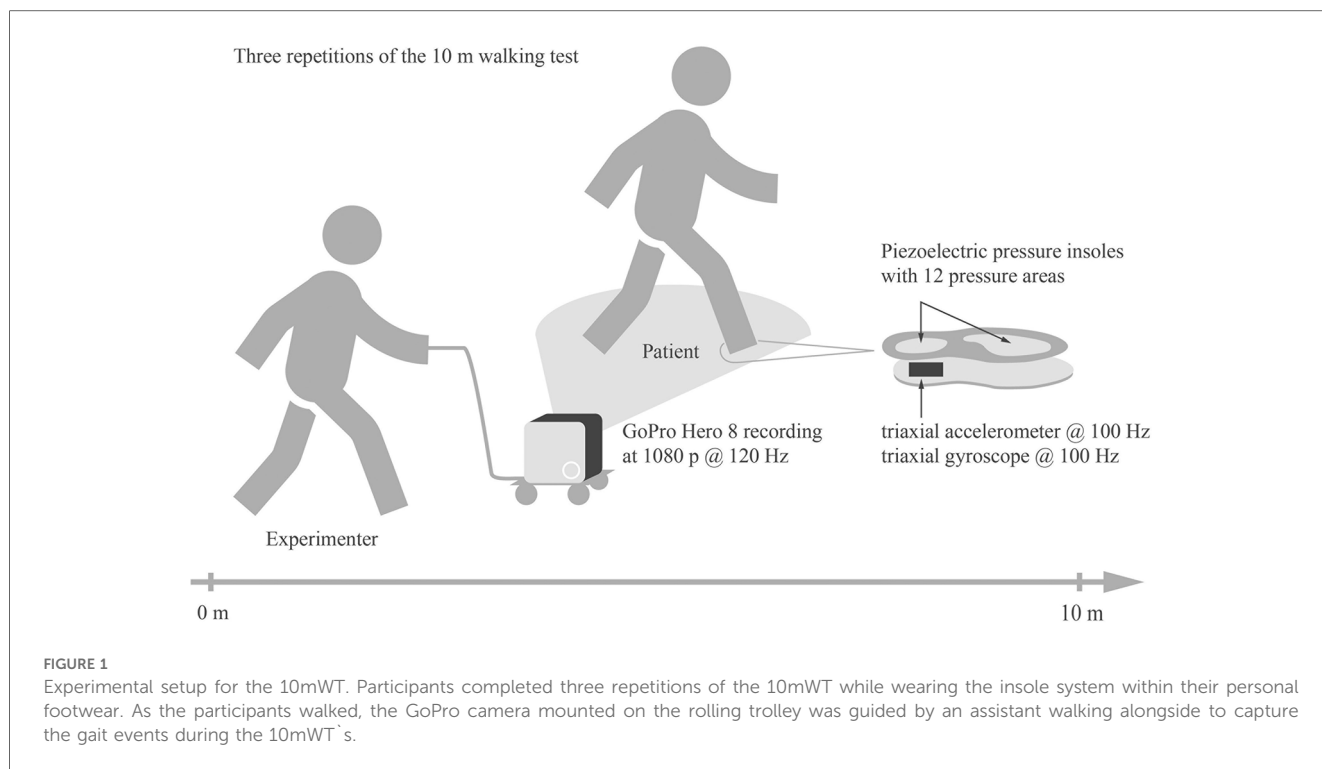 Three repetitions of the 10 m walking test
Piezoelectric pressure insoles
with 12 pressure areas
Patient
GoPro Hero 8 recording
at 1080 p @ 120 Hz
triaxial accelerometer @ 100 Hz
triaxial gyroscope @ 100 Hz
Experimenter
0 m
10 m
FIGURE 1
Experimental setup for the 10mWT. Participants completed three repetitions of the 10mWT while wearing the insole system within their personal
footwear. As the participants walked, the GoPro camera mounted on the rolling trolley was guided by an assistant walking alongside to capture
the gait events during the 10mWT`s.